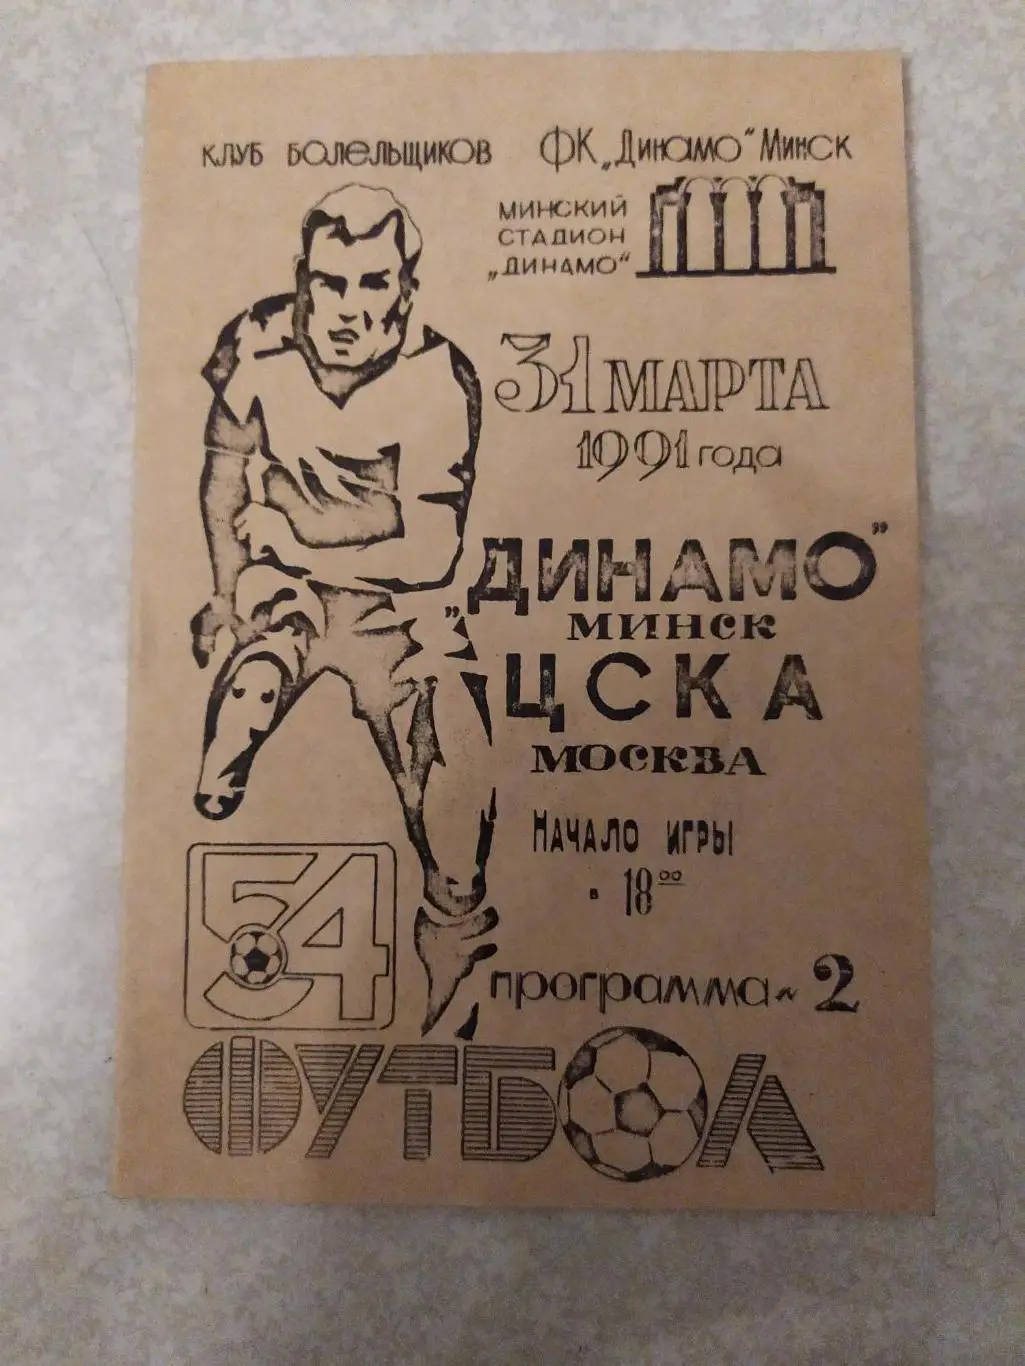 КЛУБ БОЛЕЛЬЩИКОВ ФК „Динамо" Минск
МИНСКИЙ
СТАДИОН
„ДИНАМО"
31 МАРТА
1991 года
„ДИНАМО"
МИНСК
ЦСКА
МОСКВА
НАЧАЛО ИГРЫ
в 18 00
программа № 2
54
ФУТБОЛ